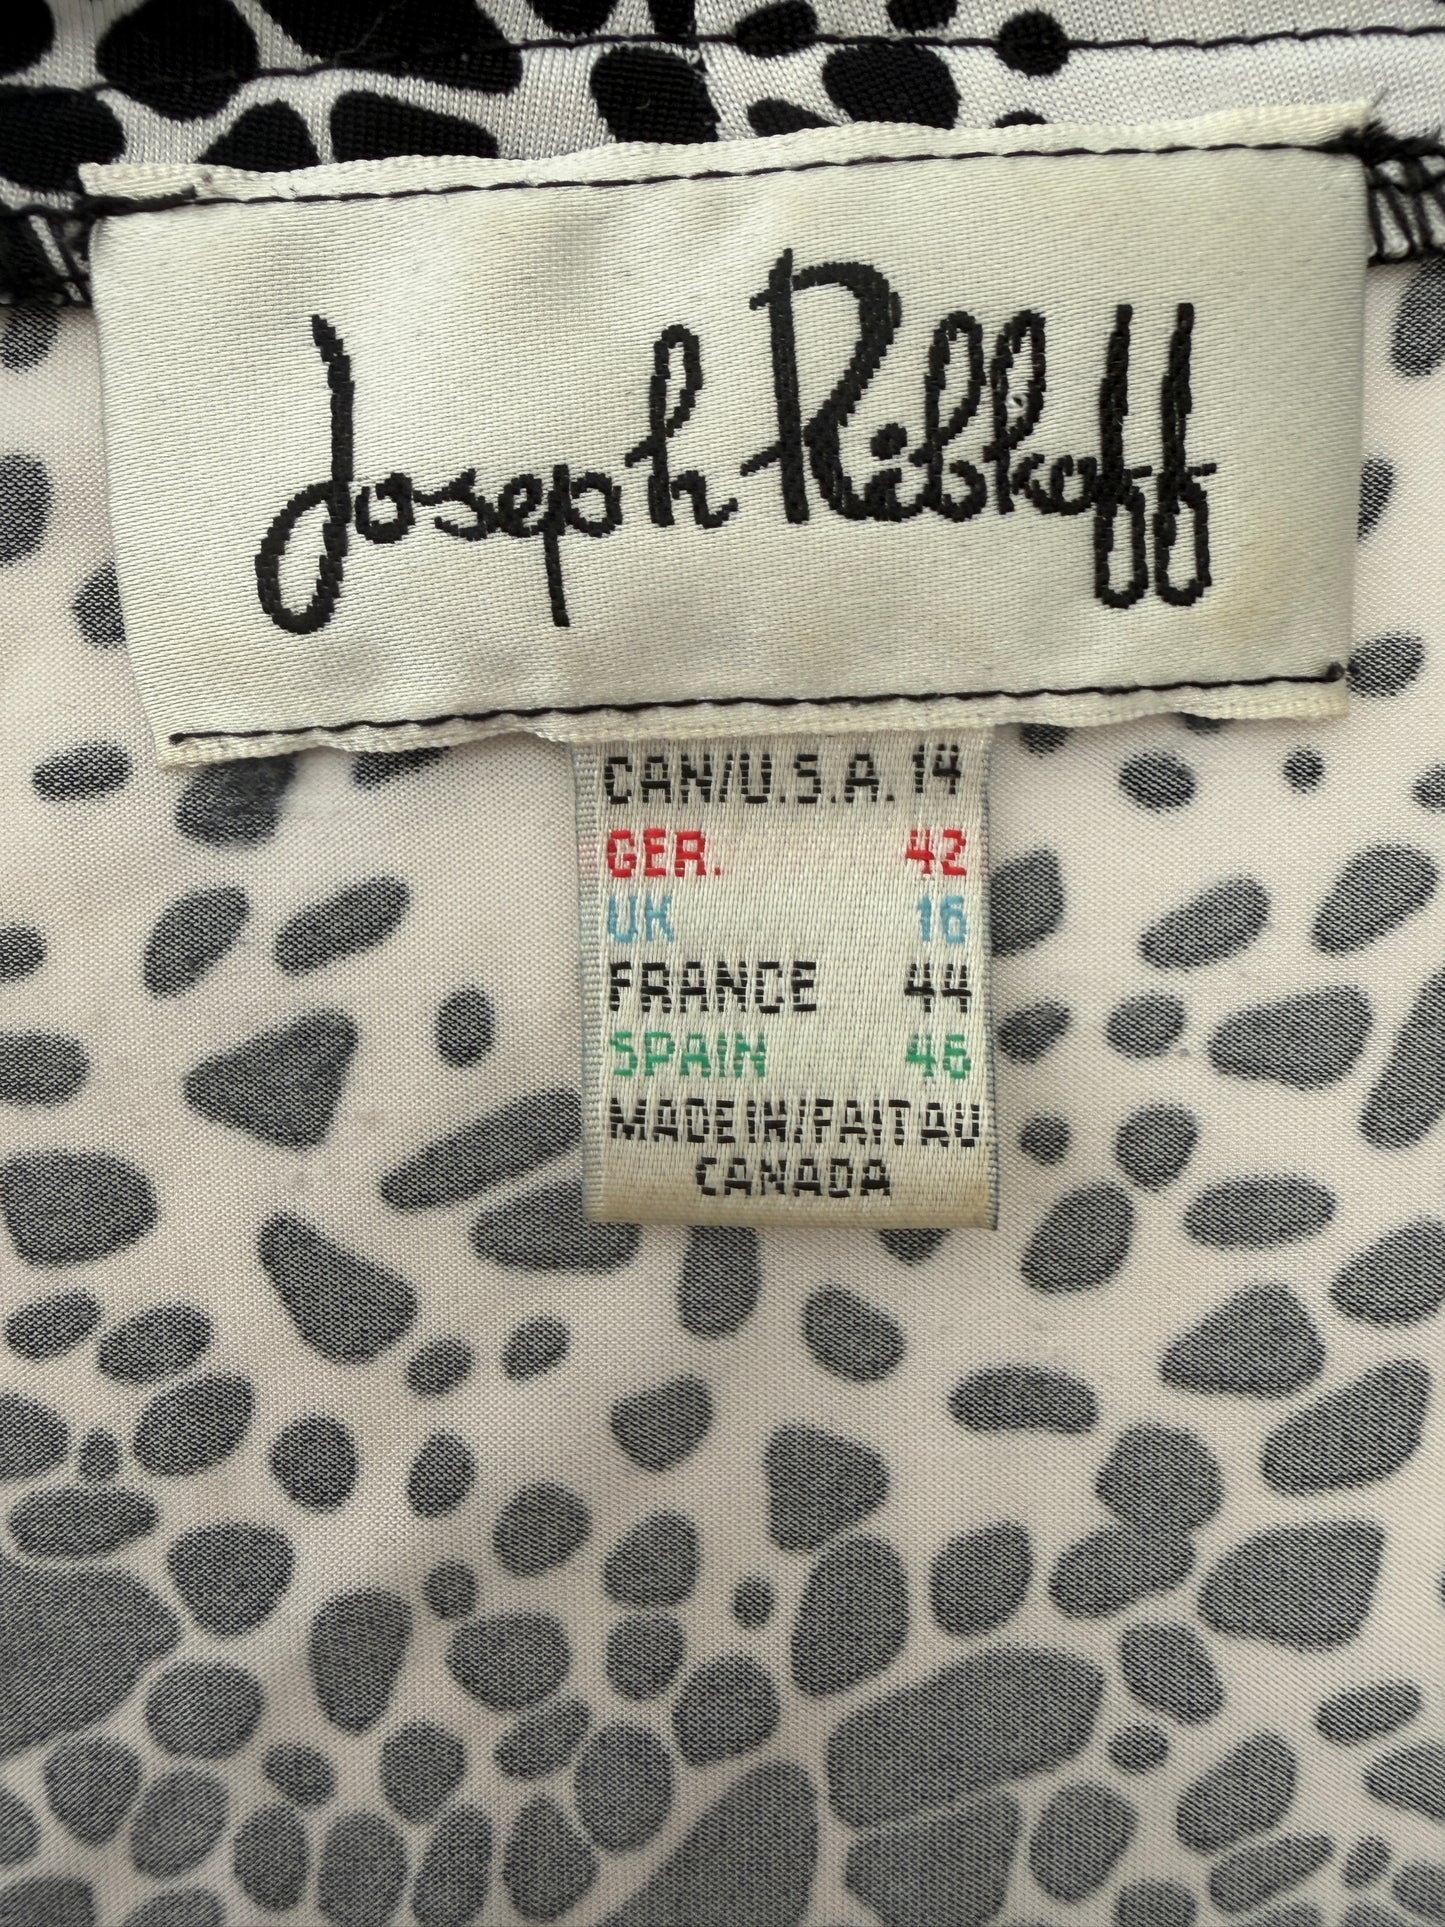 Joseph Ribkoff
CAN/U.S.A. 14
GER. 42
UK 16
FRANCE 44
SPAIN 46
MADE IN/FAIT AU
CANADA